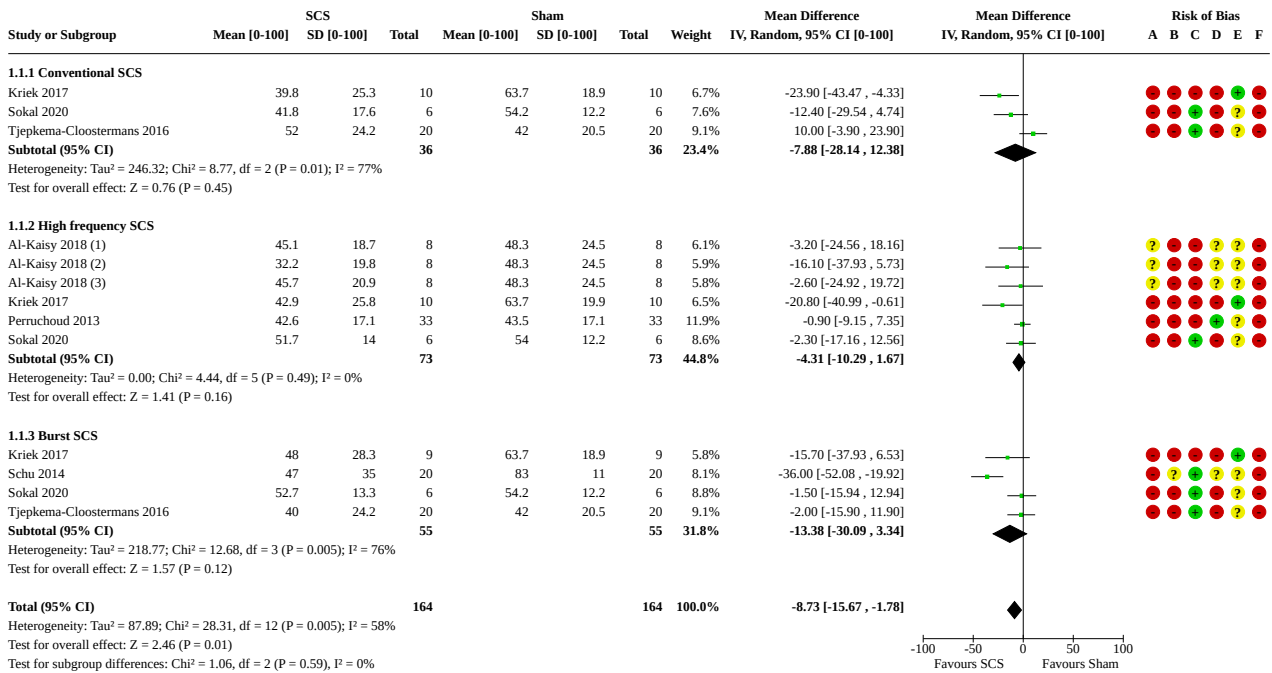 SCS Sham Mean Difference Mean Difference Risk of Bias
Study or Subgroup Mean [0-100] SD [0-100] Total Mean [0-100] SD [0-100] Total Weight IV, Random, 95% CI [0-100] IV, Random, 95% CI [0-100] A B C D E F
1.1.1 Conventional SCS
Kriek 2017 39.8 25.3 10 63.7 18.9 10 6.7% -23.90 [-43.47 , -4.33] - - - - + -
Sokal 2020 41.8 17.6 6 54.2 12.2 6 7.6% -12.40 [-29.54 , 4.74] - - + - ? -
Tjepkema-Cloostermans 2016 52 24.2 20 42 20.5 20 9.1% 10.00 [-3.90 , 23.90] - - + - ? -
Subtotal (95% CI) 36 36 23.4% -7.88 [-28.14 , 12.38]
Heterogeneity: Tau² = 246.32; Chi² = 8.77, df = 2 (P = 0.01); I² = 77%
Test for overall effect: Z = 0.76 (P = 0.45)
1.1.2 High frequency SCS
Al-Kaisy 2018 (1) 45.1 18.7 8 48.3 24.5 8 6.1% -3.20 [-24.56 , 18.16] ? - - ? ? -
Al-Kaisy 2018 (2) 32.2 19.8 8 48.3 24.5 8 5.9% -16.10 [-37.93 , 5.73] ? - - ? ? -
Al-Kaisy 2018 (3) 45.7 20.9 8 48.3 24.5 8 5.8% -2.60 [-24.92 , 19.72] ? - - ? ? -
Kriek 2017 42.9 25.8 10 63.7 19.9 10 6.5% -20.80 [-40.99 , -0.61] - - - - + -
Perruchoud 2013 42.6 17.1 33 43.5 17.1 33 11.9% -0.90 [-9.15 , 7.35] - - - + ? -
Sokal 2020 51.7 14 6 54 12.2 6 8.6% -2.30 [-17.16 , 12.56] - - + - ? -
Subtotal (95% CI) 73 73 44.8% -4.31 [-10.29 , 1.67]
Heterogeneity: Tau² = 0.00; Chi² = 4.44, df = 5 (P = 0.49); I² = 0%
Test for overall effect: Z = 1.41 (P = 0.16)
1.1.3 Burst SCS
Kriek 2017 48 28.3 9 63.7 18.9 9 5.8% -15.70 [-37.93 , 6.53] - - - - + -
Schu 2014 47 35 20 83 11 20 8.1% -36.00 [-52.08 , -19.92] - ? + ? ? -
Sokal 2020 52.7 13.3 6 54.2 12.2 6 8.8% -1.50 [-15.94 , 12.94] - - + - ? -
Tjepkema-Cloostermans 2016 40 24.2 20 42 20.5 20 9.1% -2.00 [-15.90 , 11.90] - - + - ? -
Subtotal (95% CI) 55 55 31.8% -13.38 [-30.09 , 3.34]
Heterogeneity: Tau² = 218.77; Chi² = 12.68, df = 3 (P = 0.005); I² = 76%
Test for overall effect: Z = 1.57 (P = 0.12)
Total (95% CI) 164 164 100.0% -8.73 [-15.67 , -1.78]
Heterogeneity: Tau² = 87.89; Chi² = 28.31, df = 12 (P = 0.005); I² = 58%
Test for overall effect: Z = 2.46 (P = 0.01)
-100 -50 0 50 100
Test for subgroup differences: Chi² = 1.06, df = 2 (P = 0.59), I² = 0% Favours SCS Favours Sham